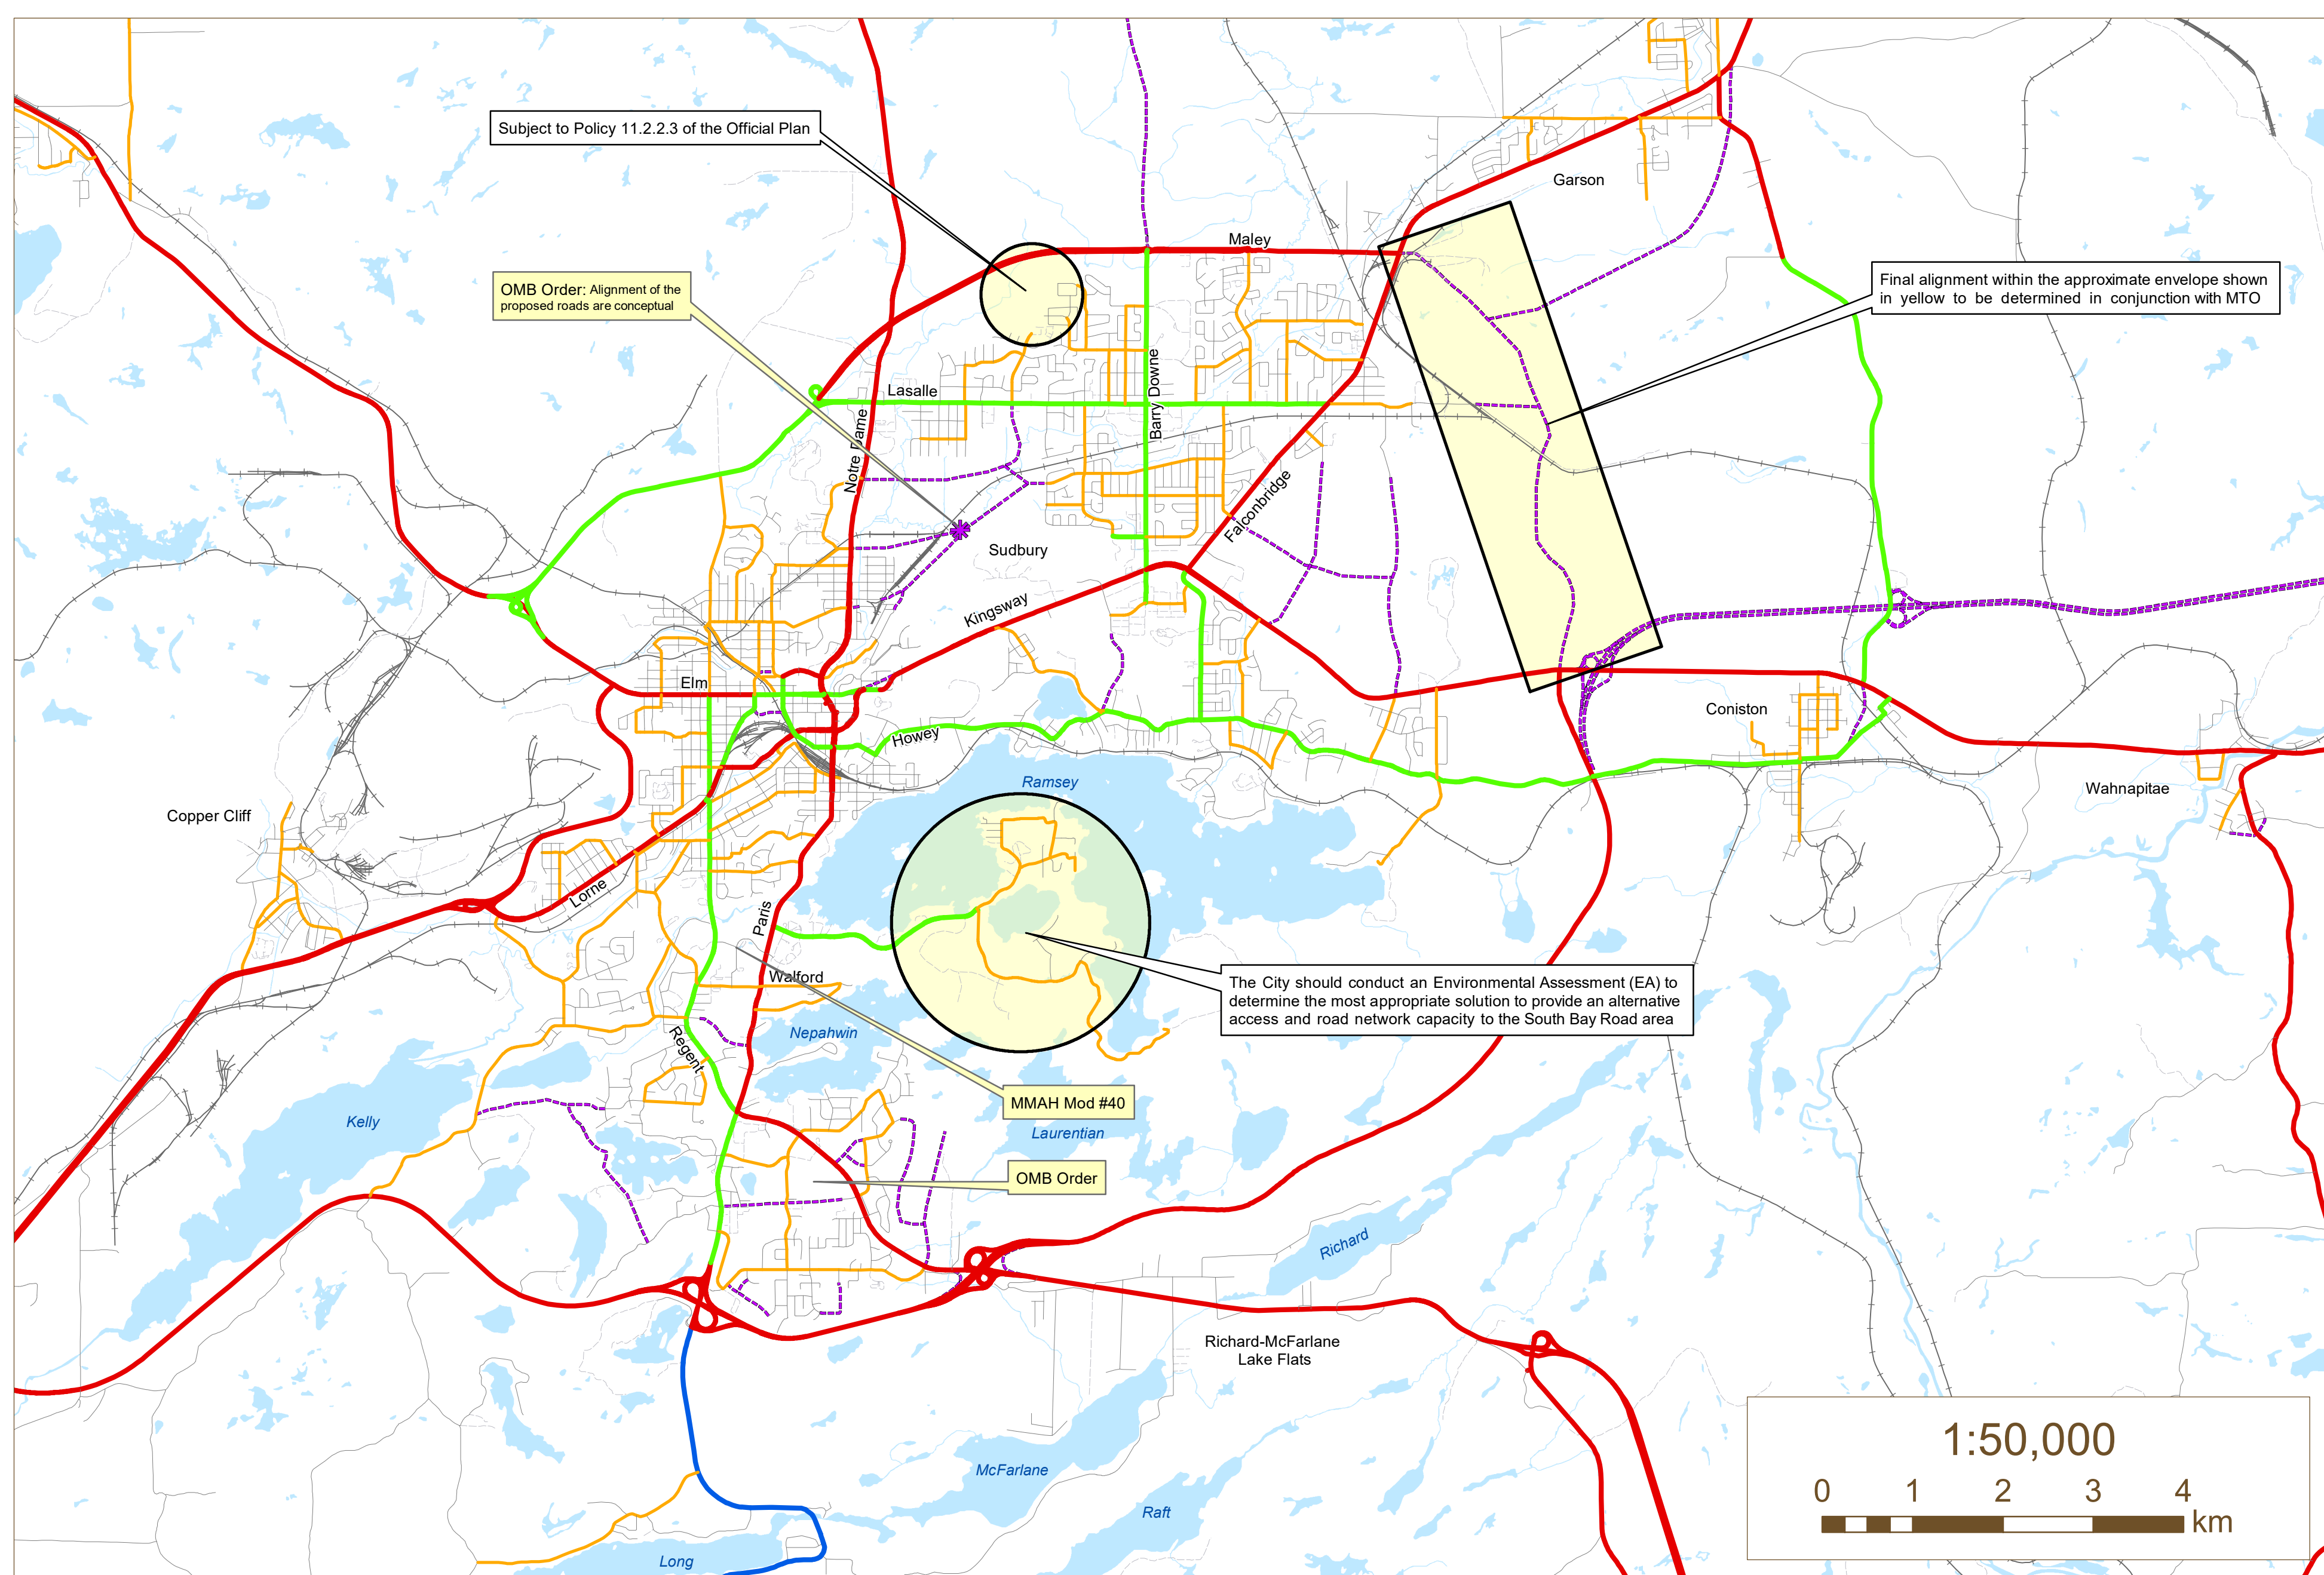 Subject to Policy 11.2.2.3 of the Official Plan
Garson
Maley
OMB Order: Alignment of the
proposed roads are conceptual
Final alignment within the approximate envelope shown
in yellow to be determined in conjunction with MTO
Lasalle
Barry Downe
Notre Dame
Falconbridge
Sudbury
Kingsway
Elm
Coniston
Howey
Ramsey
Wahnapitae
Copper Cliff
Lorne
Paris
Walford
The City should conduct an Environmental Assessment (EA) to
determine the most appropriate solution to provide an alternative
access and road network capacity to the South Bay Road area
Nepahwin
Regent
MMAH Mod #40
Kelly
Laurentian
OMB Order
Richard
Richard-McFarlane
Lake Flats
McFarlane
Raft
Long
1:50,000
0 1 2 3 4
km